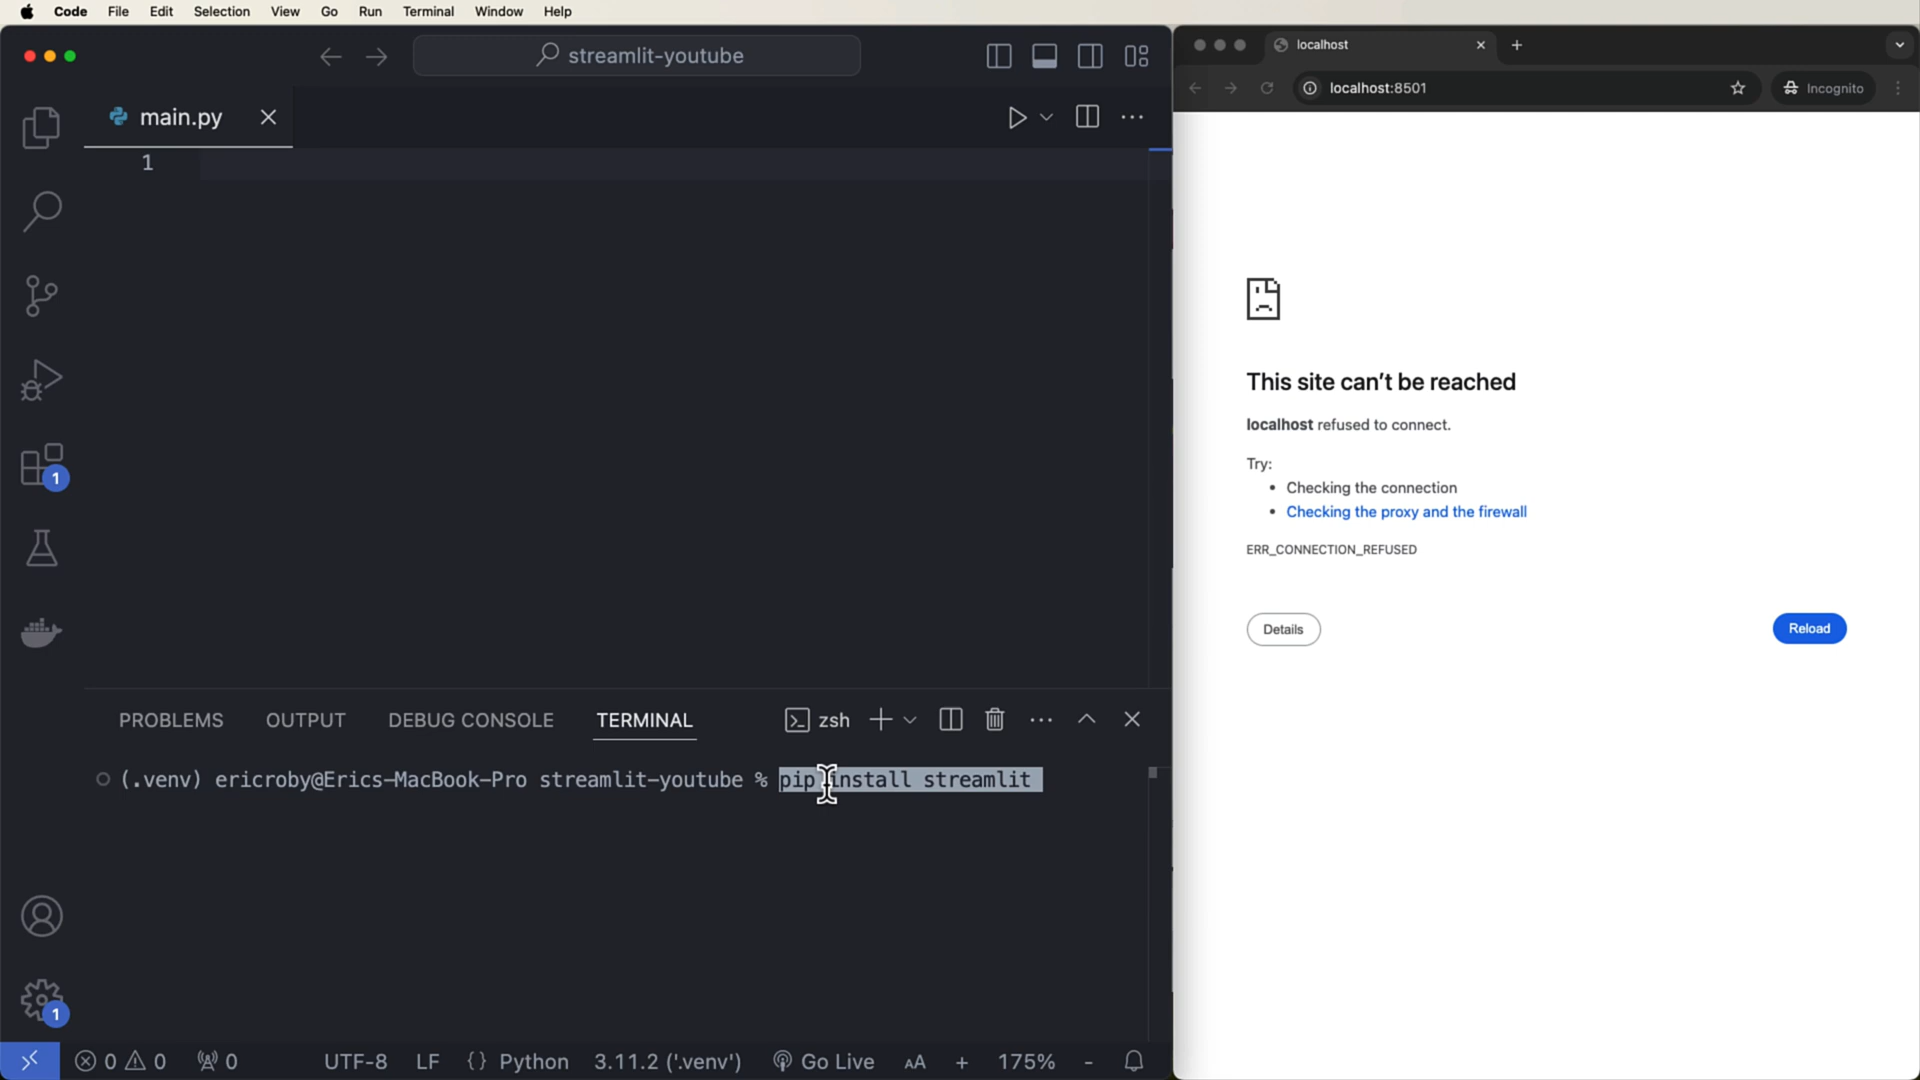 Code File Edit Selection View Go Run Terminal Window Help
streamlit-youtube
main.py
1
1
PROBLEMS OUTPUT DEBUG CONSOLE TERMINAL zsh
(.venv) ericroby@Erics-MacBook-Pro streamlit-youtube % pip install streamlit
1
0 0 0 UTF-8 LF {} Python 3.11.2 ('.venv') Go Live AA + 175% -
localhost
localhost:8501 Incognito
This site can’t be reached
localhost refused to connect.
Try:
• Checking the connection
• Checking the proxy and the firewall
ERR_CONNECTION_REFUSED
Details Reload